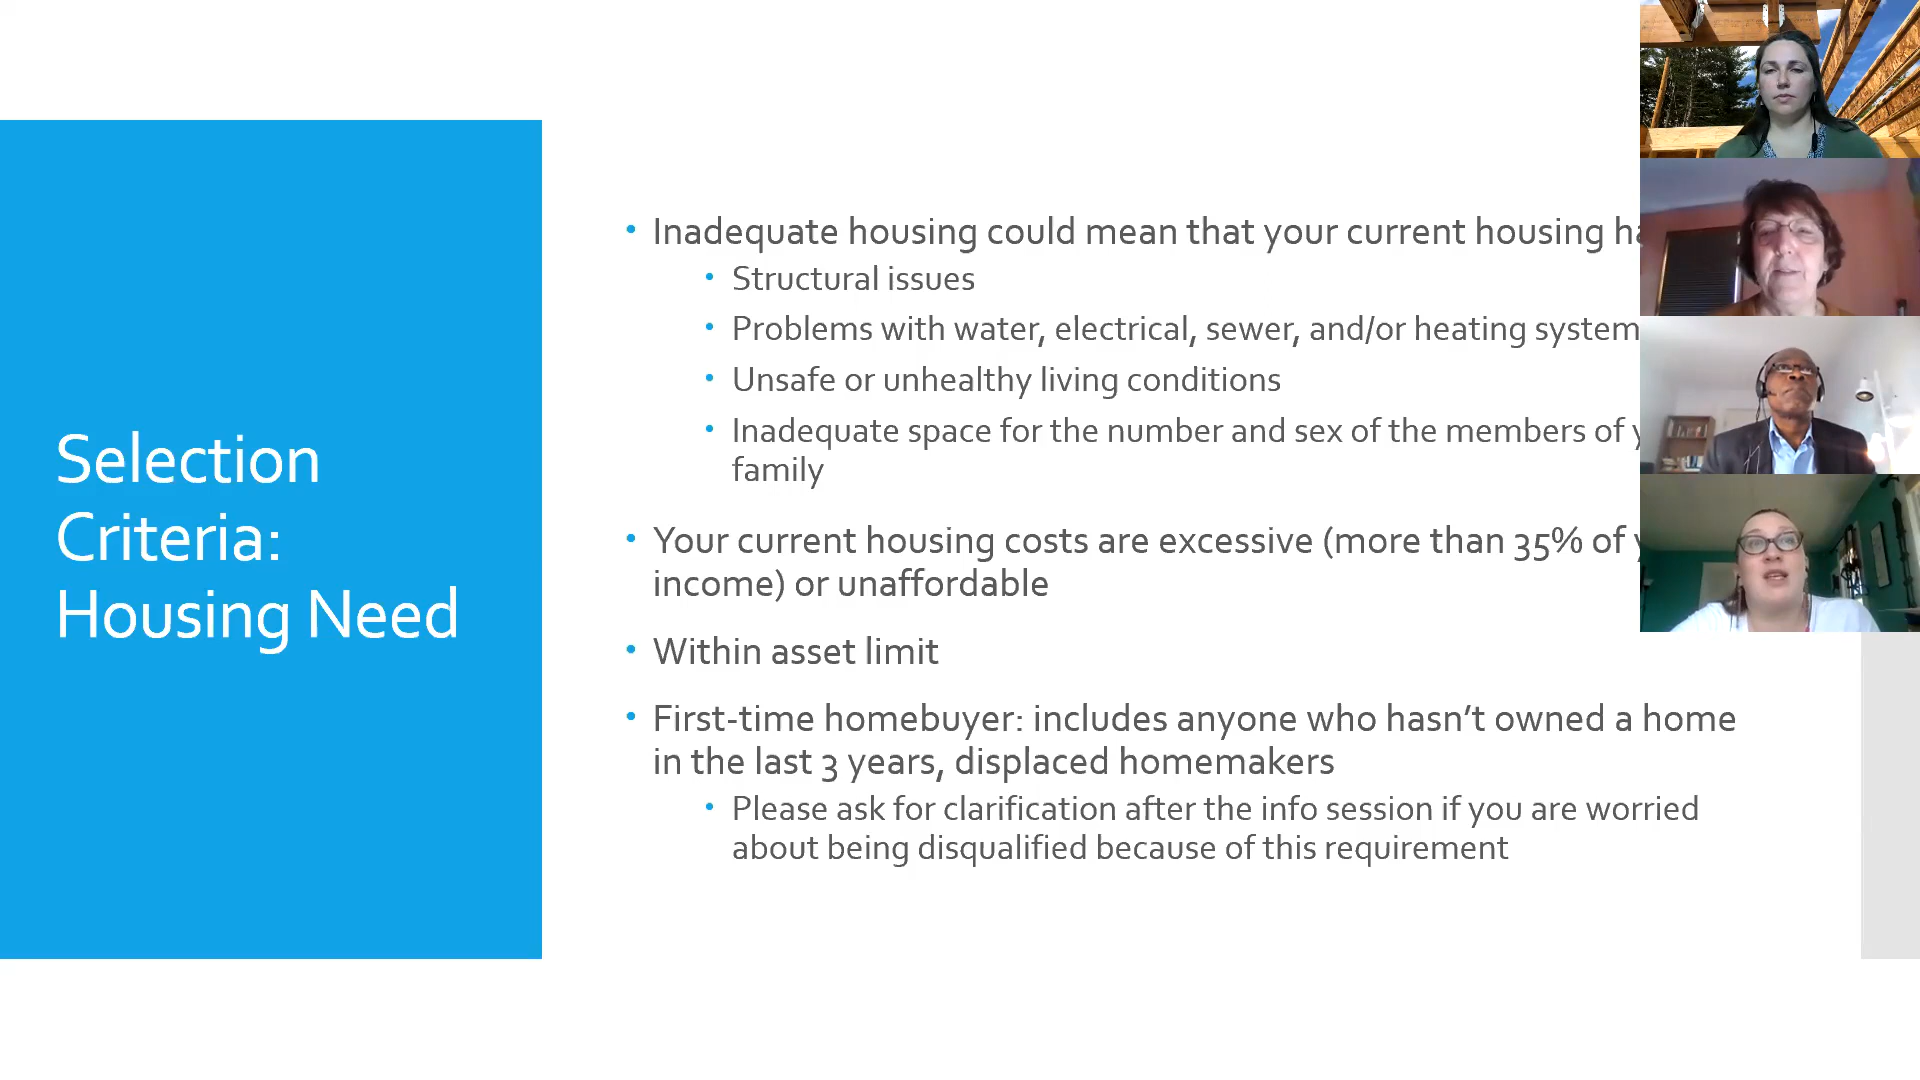 Selection
Criteria:
Housing Need
• Inadequate housing could mean that your current housing
• Structural issues
• Problems with water, electrical, sewer, and/or heating system
• Unsafe or unhealthy living conditions
• Inadequate space for the number and sex of the members of
family
• Your current housing costs are excessive (more than 35% of
income) or unaffordable
• Within asset limit
• First-time homebuyer: includes anyone who hasn't owned a home
in the last 3 years, displaced homemakers
• Please ask for clarification after the info session if you are worried
about being disqualified because of this requirement